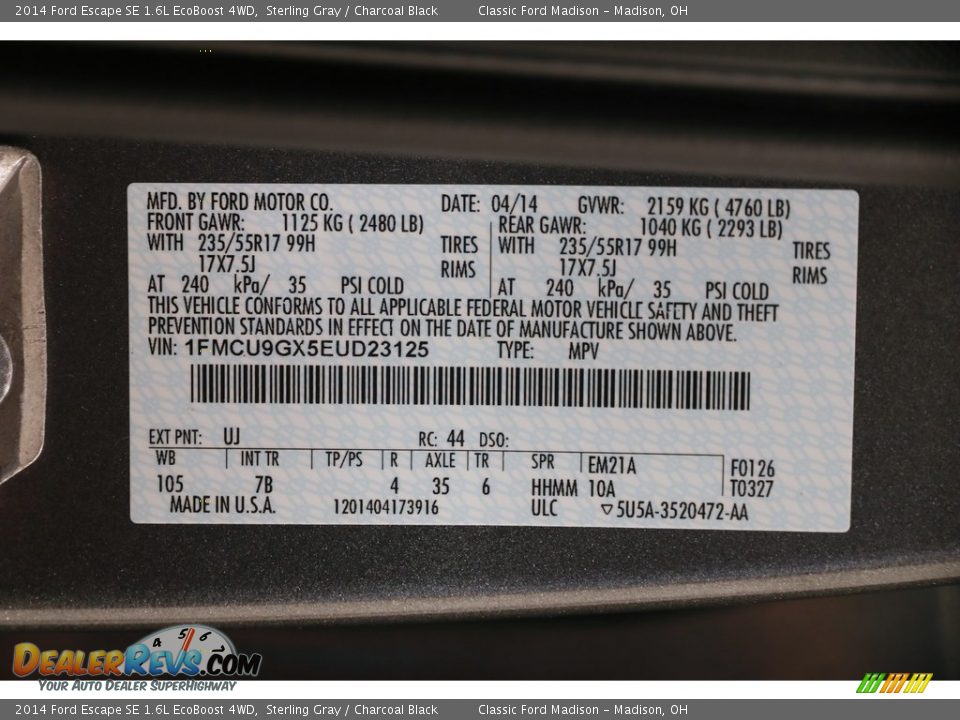 2014 Ford Escape SE 1.6L EcoBoost 4WD, Sterling Gray / Charcoal Black Classic Ford Madison – Madison, OH
MFD. BY FORD MOTOR CO. DATE: 04/14 GVWR: 2159 KG ( 4760 LB)
FRONT GAWR: 1125 KG ( 2480 LB) REAR GAWR: 1040 KG ( 2293 LB)
WITH 235/55R17 99H TIRES WITH 235/55R17 99H TIRES
17X7.5J RIMS 17X7.5J RIMS
AT 240 kPa/ 35 PSI COLD AT 240 kPa/ 35 PSI COLD
THIS VEHICLE CONFORMS TO ALL APPLICABLE FEDERAL MOTOR VEHICLE SAFETY AND THEFT
PREVENTION STANDARDS IN EFFECT ON THE DATE OF MANUFACTURE SHOWN ABOVE.
VIN: 1FMCU9GX5EUD23125 TYPE: MPV
EXT PNT: UJ RC: 44 DSO:
WB INT TR TP/PS R AXLE TR SPR EM21A F0126
105 7B 4 35 6 HHMM 10A T0327
MADE IN U.S.A. 1201404173916 ULC ▽5U5A-3520472-AA
4 5 6
DEALERREVS.COM
YOUR AUTO DEALER SUPERHIGHWAY
2014 Ford Escape SE 1.6L EcoBoost 4WD, Sterling Gray / Charcoal Black Classic Ford Madison – Madison, OH